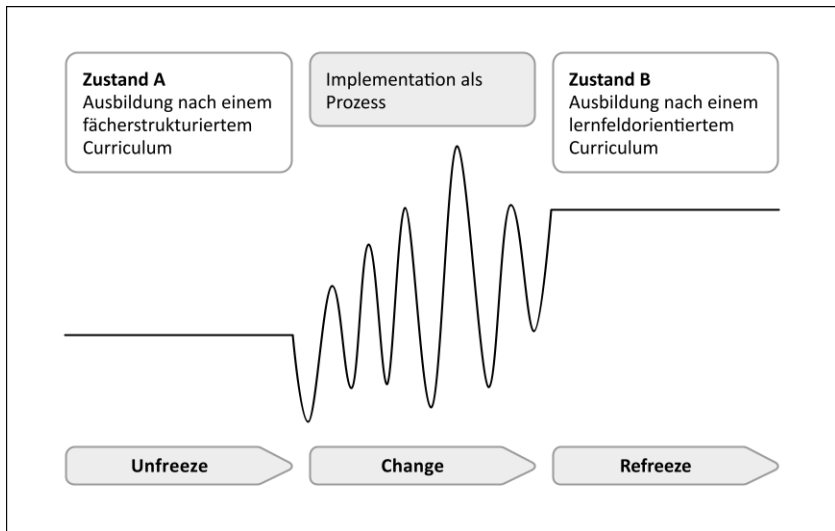 Zustand A
Ausbildung nach einem
fächerstrukturiertem
Curriculum
Implementation als
Prozess
Zustand B
Ausbildung nach einem
lernfeldorientiertem
Curriculum
Unfreeze
Change
Refreeze